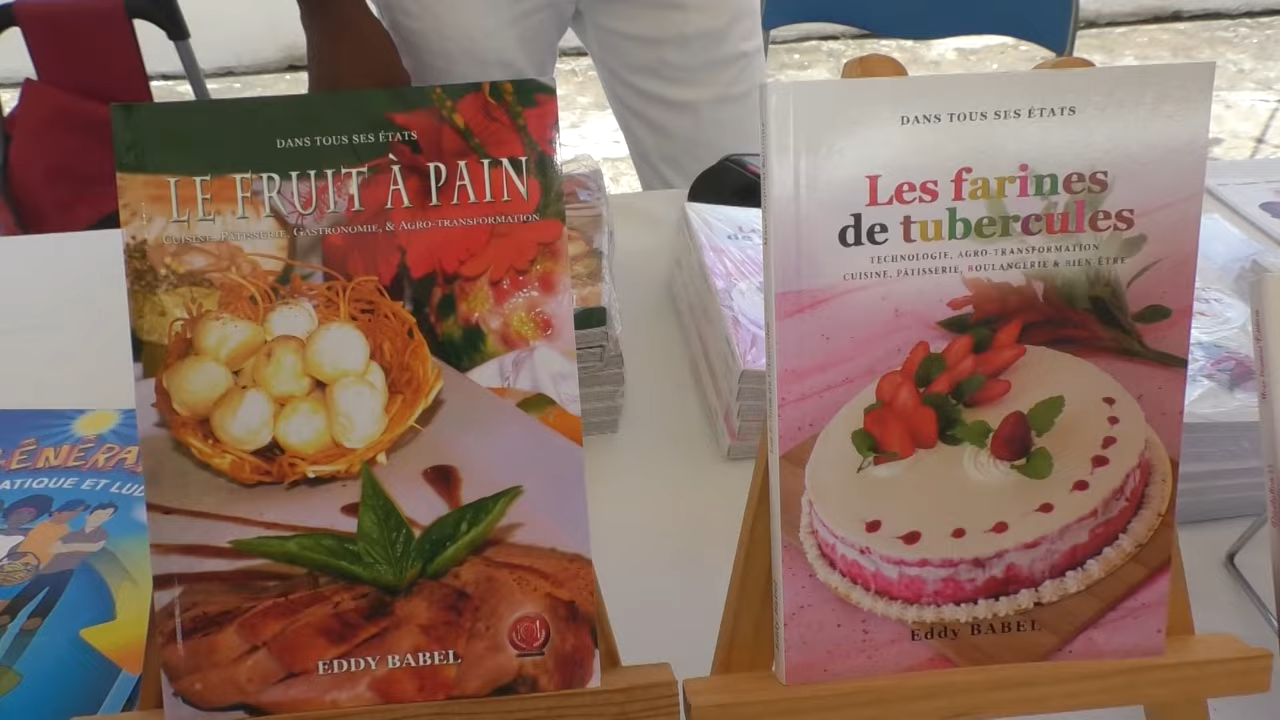 DANS TOUS SES ÉTATS
LE FRUIT À PAIN
CUISINE, PÂTISSERIE, GASTRONOMIE, & AGRO-TRANSFORMATION
EDDY BABEL
DANS TOUS SES ÉTATS
Les farines
de tubercules
TECHNOLOGIE, AGRO-TRANSFORMATION
CUISINE, PÂTISSERIE, BOULANGERIE & BIEN-ÊTRE
Eddy BABEL